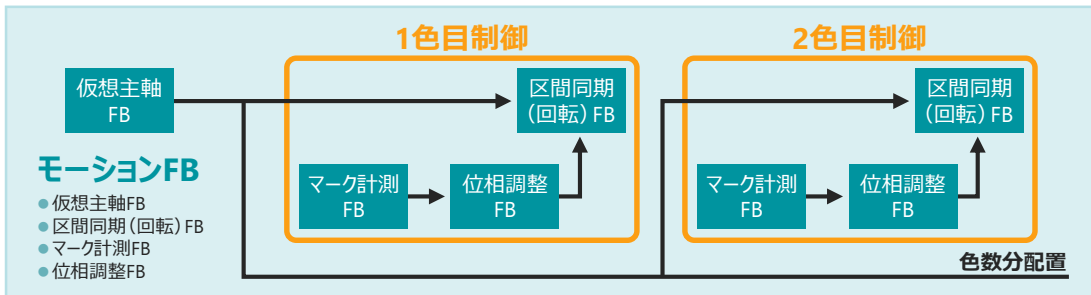 1色目制御
2色目制御
仮想主軸
FB
区間同期
(回転) FB
マーク計測
FB
位相調整
FB
区間同期
(回転) FB
マーク計測
FB
位相調整
FB
モーションFB
●仮想主軸FB
●区間同期(回転) FB
●マーク計測FB
●位相調整FB
色数分配置